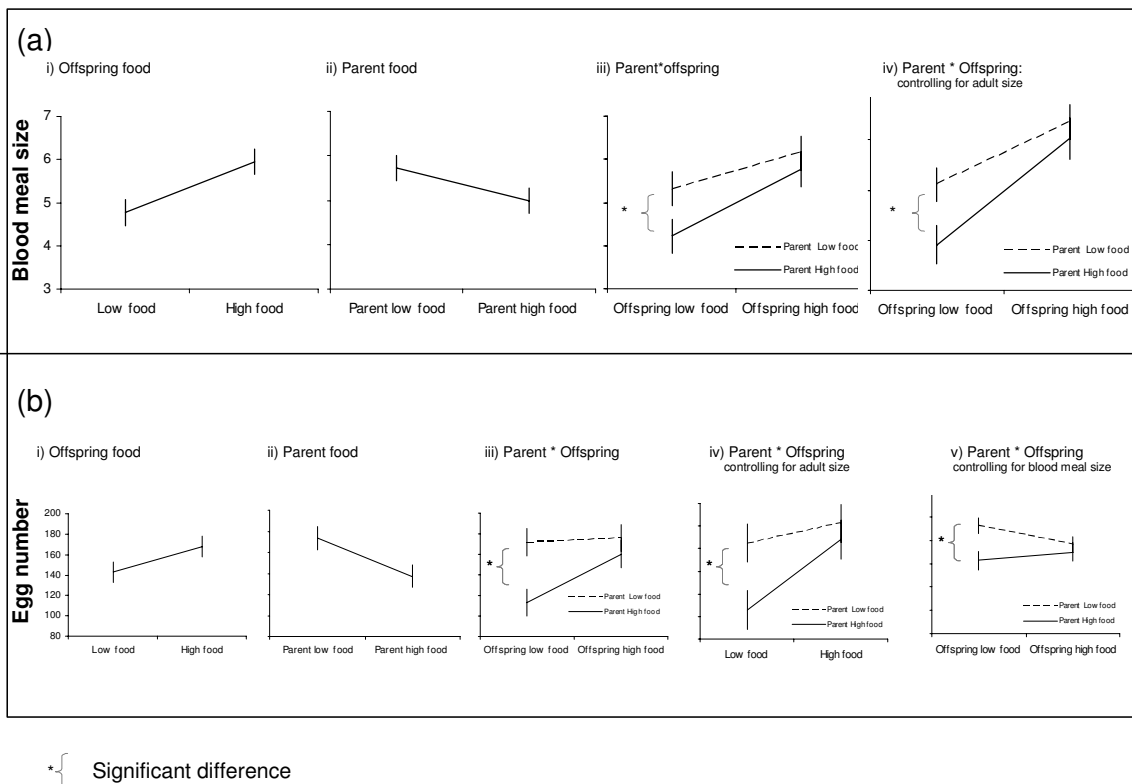 (a)
i) Offspring food
ii) Parent food
iii) Parent*offspring
iv) Parent * Offspring:
controlling for adult size
Blood meal size
7
6
5
4
3
Low food
High food
Parent low food
Parent high food
*
Parent Low food
Parent High food
Offspring low food
Offspring high food
*
Parent Low food
Parent High food
Offspring low food
Offspring high food
(b)
i) Offspring food
ii) Parent food
iii) Parent * Offspring
iv) Parent * Offspring
controlling for adult size
v) Parent * Offspring
controlling for blood meal size
Egg number
200
180
160
140
120
100
80
Low food
High food
Parent low food
Parent high food
*
Parent Low food
Parent High food
Offspring low food
Offspring high food
*
Parent Low food
Parent High food
Low food
High food
*
Parent Low food
Parent High food
Offspring low food
Offspring high food
* Significant difference